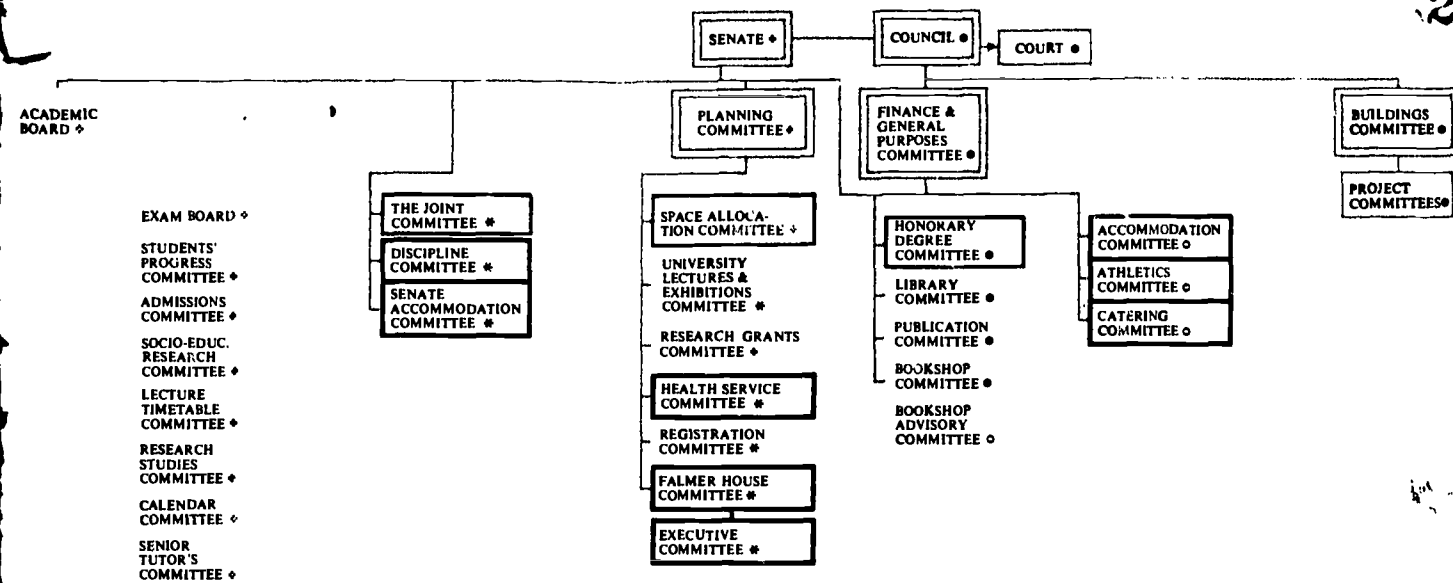 2
SENATE
COUNCIL
COURT
ACADEMIC
BOARD
PLANNING
COMMITTEE
FINANCE &
GENERAL
PURPOSES
COMMITTEE
BUILDINGS
COMMITTEE
PROJECT
COMMITTEES
EXAM BOARD
STUDENTS'
PROGRESS
COMMITTEE
ADMISSIONS
COMMITTEE
SOCIO-EDUC.
RESEARCH
COMMITTEE
LECTURE
TIMETABLE
COMMITTEE
RESEARCH
STUDIES
COMMITTEE
CALENDAR
COMMITTEE
SENIOR
TUTOR'S
COMMITTEE
THE JOINT
COMMITTEE *
DISCIPLINE
COMMITTEE *
SENATE
ACCOMMODATION
COMMITTEE *
SPACE ALLOCA-
TION COMMITTEE
UNIVERSITY
LECTURES &
EXHIBITIONS
COMMITTEE *
RESEARCH GRANTS
COMMITTEE
HEALTH SERVICE
COMMITTEE *
REGISTRATION
COMMITTEE *
FALMER HOUSE
COMMITTEE *
EXECUTIVE
COMMITTEE *
HONORARY
DEGREE
COMMITTEE
LIBRARY
COMMITTEE
PUBLICATION
COMMITTEE
BOOKSHOP
COMMITTEE
BOOKSHOP
ADVISORY
COMMITTEE
ACCOMMODATION
COMMITTEE
ATHLETICS
COMMITTEE
CATERING
COMMITTEE